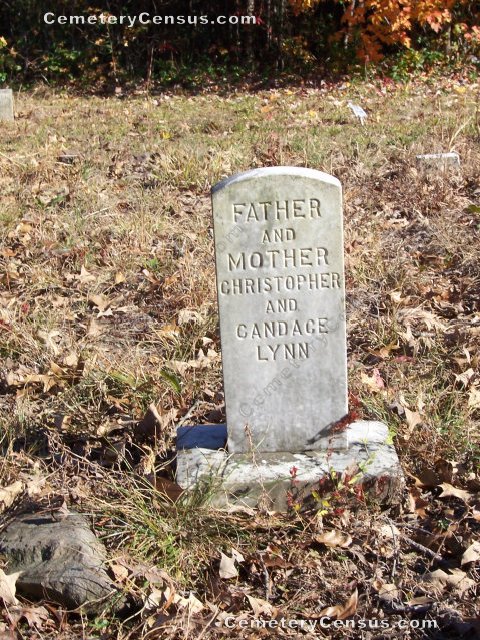 CemeteryCensus.com
FATHER
AND
MOTHER
CHRISTOPHER
AND
CANDACE
LYNN
CemeteryCensus.com